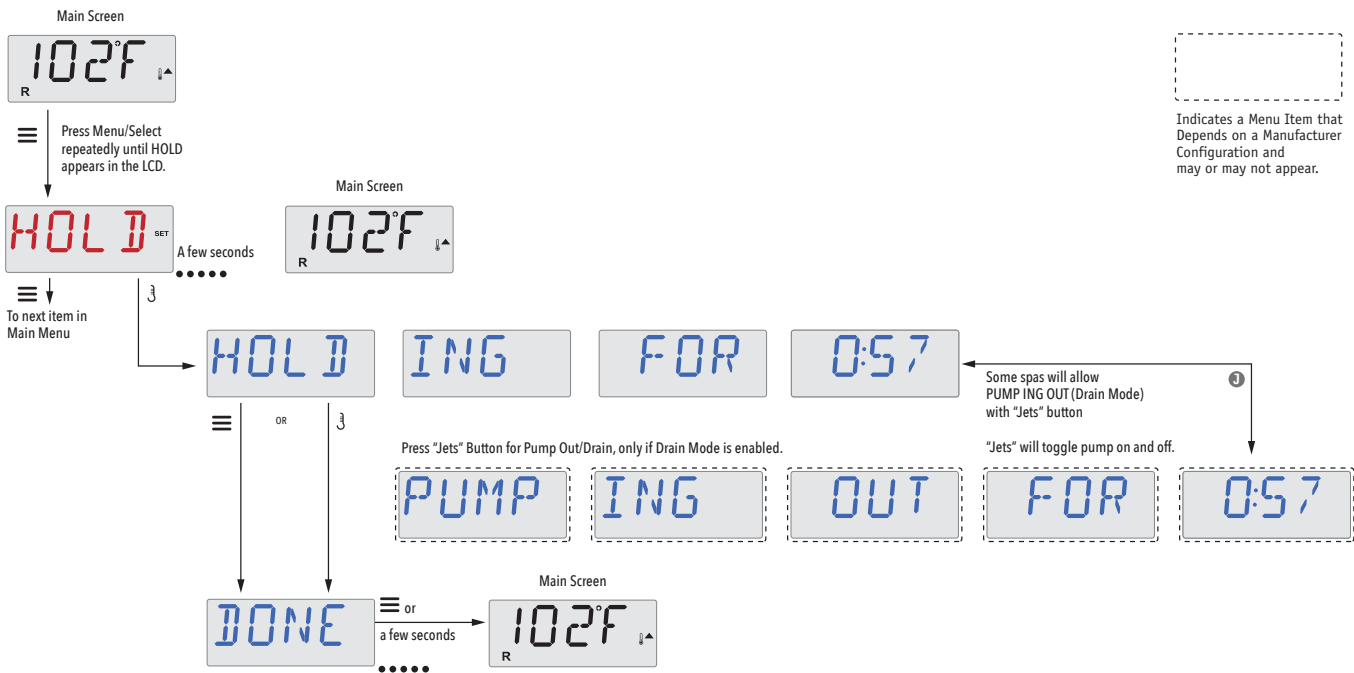 Main Screen
102°F
R
Press Menu/Select
repeatedly until HOLD
appears in the LCD.
Indicates a Menu Item that
Depends on a Manufacturer
Configuration and
may or may not appear.
HOLD SET
A few seconds
Main Screen
102°F
R
To next item in
Main Menu
HOLD ING FOR 0:57
Some spas will allow
PUMP ING OUT (Drain Mode)
with "Jets" button
J
OR
Press "Jets" Button for Pump Out/Drain, only if Drain Mode is enabled.
"Jets" will toggle pump on and off.
PUMP ING OUT FOR 0:57
DONE
or
a few seconds
Main Screen
102°F
R